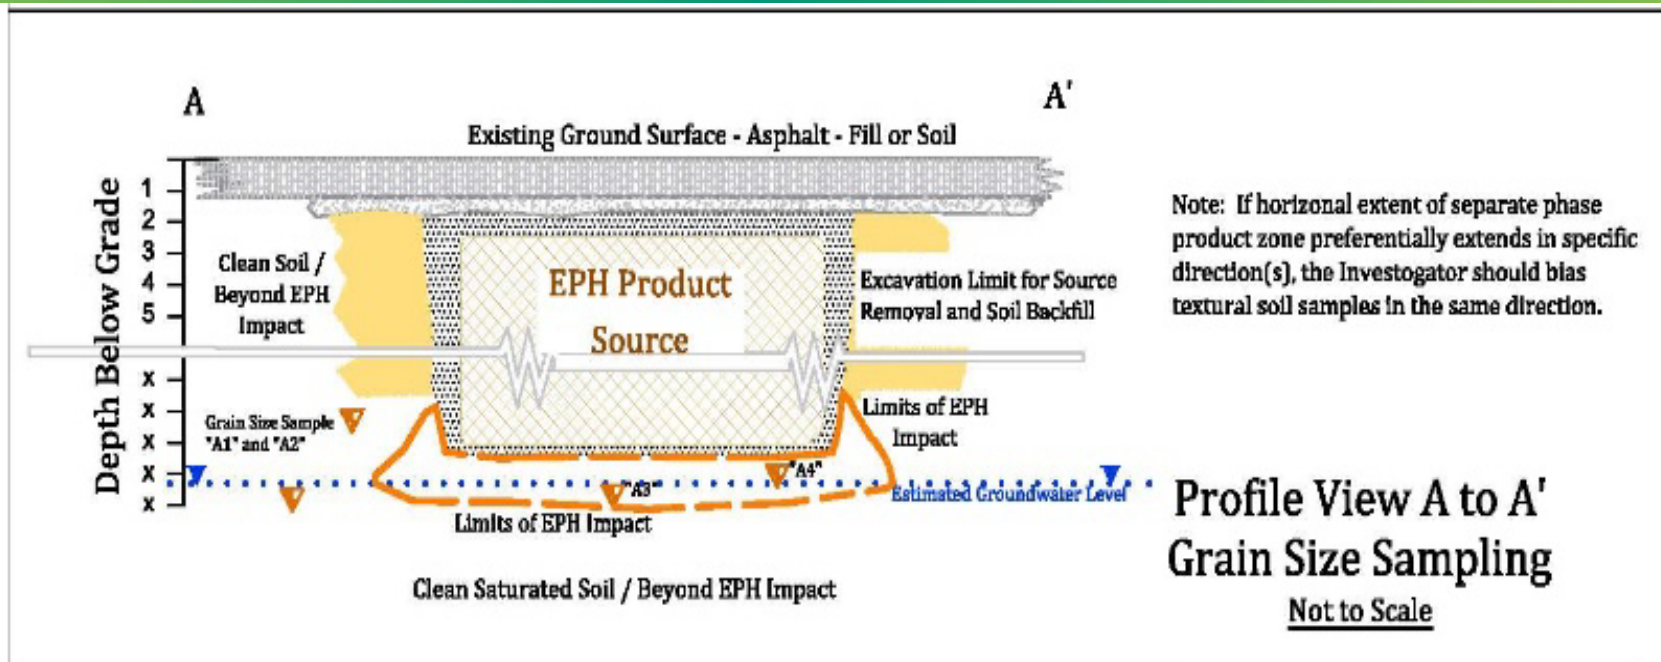 A
A'
Existing Ground Surface - Asphalt - Fill or Soil
Depth Below Grade
1
2
3
4
5
x
x
x
x
x
Clean Soil /
Beyond EPH
Impact
EPH Product
Source
Excavation Limit for Source
Removal and Soil Backfill
Note: If horizonal extent of separate phase
product zone preferentially extends in specific
direction(s), the Investogator should bias
textural soil samples in the same direction.
Grain Size Sample
"A1" and "A2"
Limits of EPH
Impact
"A4"
"A3"
Estimated Groundwater Level
Limits of EPH Impact
Clean Saturated Soil / Beyond EPH Impact
Profile View A to A'
Grain Size Sampling
Not to Scale